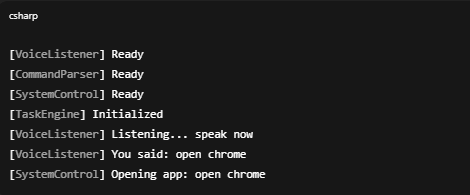 csharp
[VoiceListener] Ready
[CommandParser] Ready
[SystemControl] Ready
[TaskEngine] Initialized
[VoiceListener] Listening... speak now
[VoiceListener] You said: open chrome
[SystemControl] Opening app: open chrome